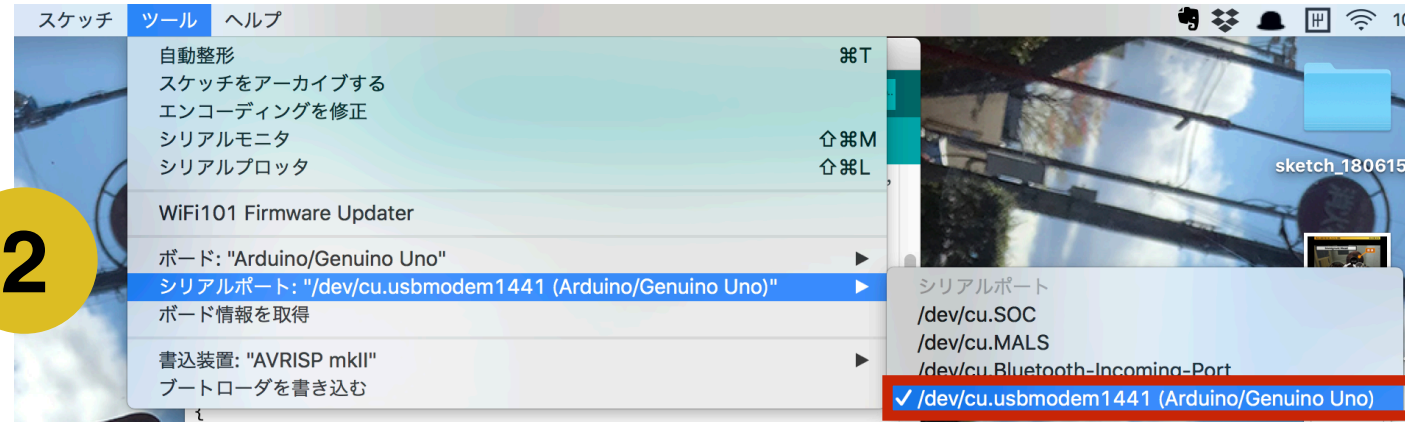 スケッチ ツール ヘルプ
自動整形 ⌘T
スケッチをアーカイブする
エンコーディングを修正
シリアルモニタ ⇧⌘M
シリアルプロッタ ⇧⌘L
WiFi101 Firmware Updater
ボード: "Arduino/Genuino Uno" ▶
シリアルポート: "/dev/cu.usbmodem1441 (Arduino/Genuino Uno)" ▶
ボード情報を取得
書込装置: "AVRISP mkII" ▶
ブートローダを書き込む
{
2
シリアルポート
/dev/cu.SOC
/dev/cu.MALS
/dev/cu.Bluetooth-Incoming-Port
✓ /dev/cu.usbmodem1441 (Arduino/Genuino Uno)
sketch_180615